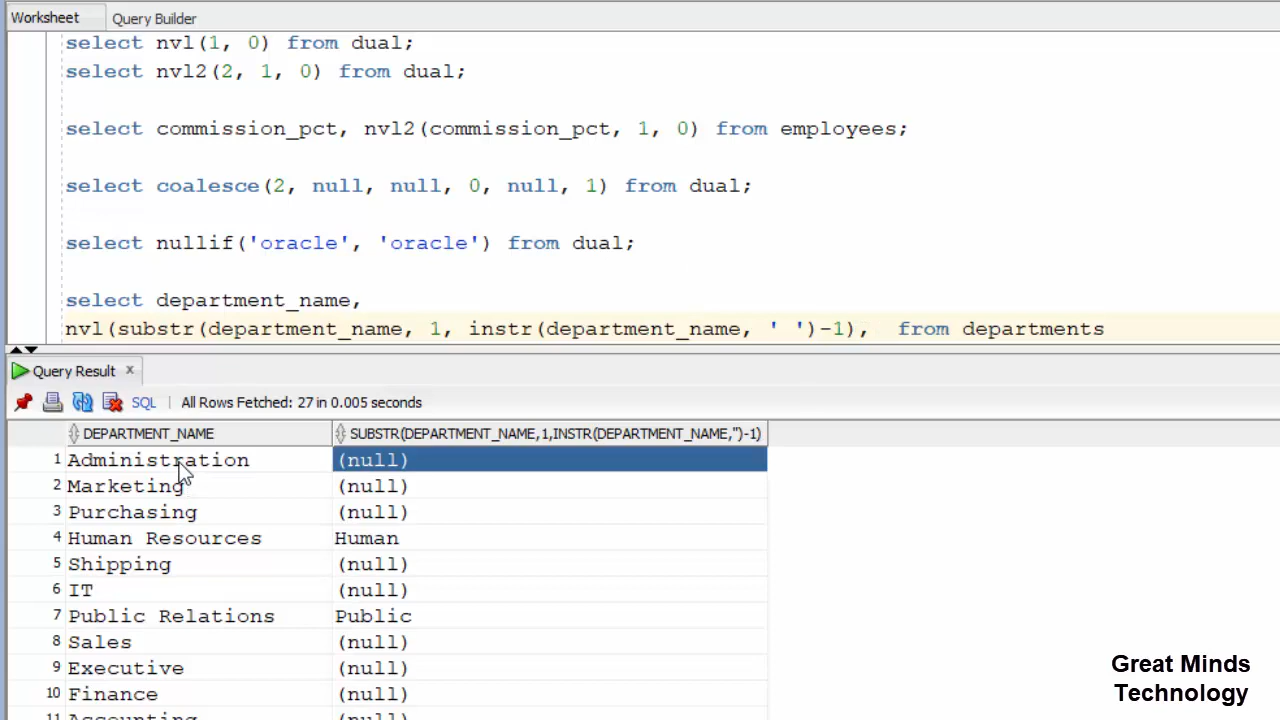 Worksheet Query Builder
select nvl(1, 0) from dual;
select nvl2(2, 1, 0) from dual;
select commission_pct, nvl2(commission_pct, 1, 0) from employees;
select coalesce(2, null, null, 0, null, 1) from dual;
select nullif('oracle', 'oracle') from dual;
select department_name,
nvl(substr(department_name, 1, instr(department_name, ' ')-1),  from departments
Query Result x
SQL | All Rows Fetched: 27 in 0.005 seconds
DEPARTMENT_NAME SUBSTR(DEPARTMENT_NAME,1,INSTR(DEPARTMENT_NAME,'')-1)
1 Administration (null)
2 Marketing (null)
3 Purchasing (null)
4 Human Resources Human
5 Shipping (null)
6 IT (null)
7 Public Relations Public
8 Sales (null)
9 Executive (null)
10 Finance (null)
11 Accounting (null)
Great Minds
Technology